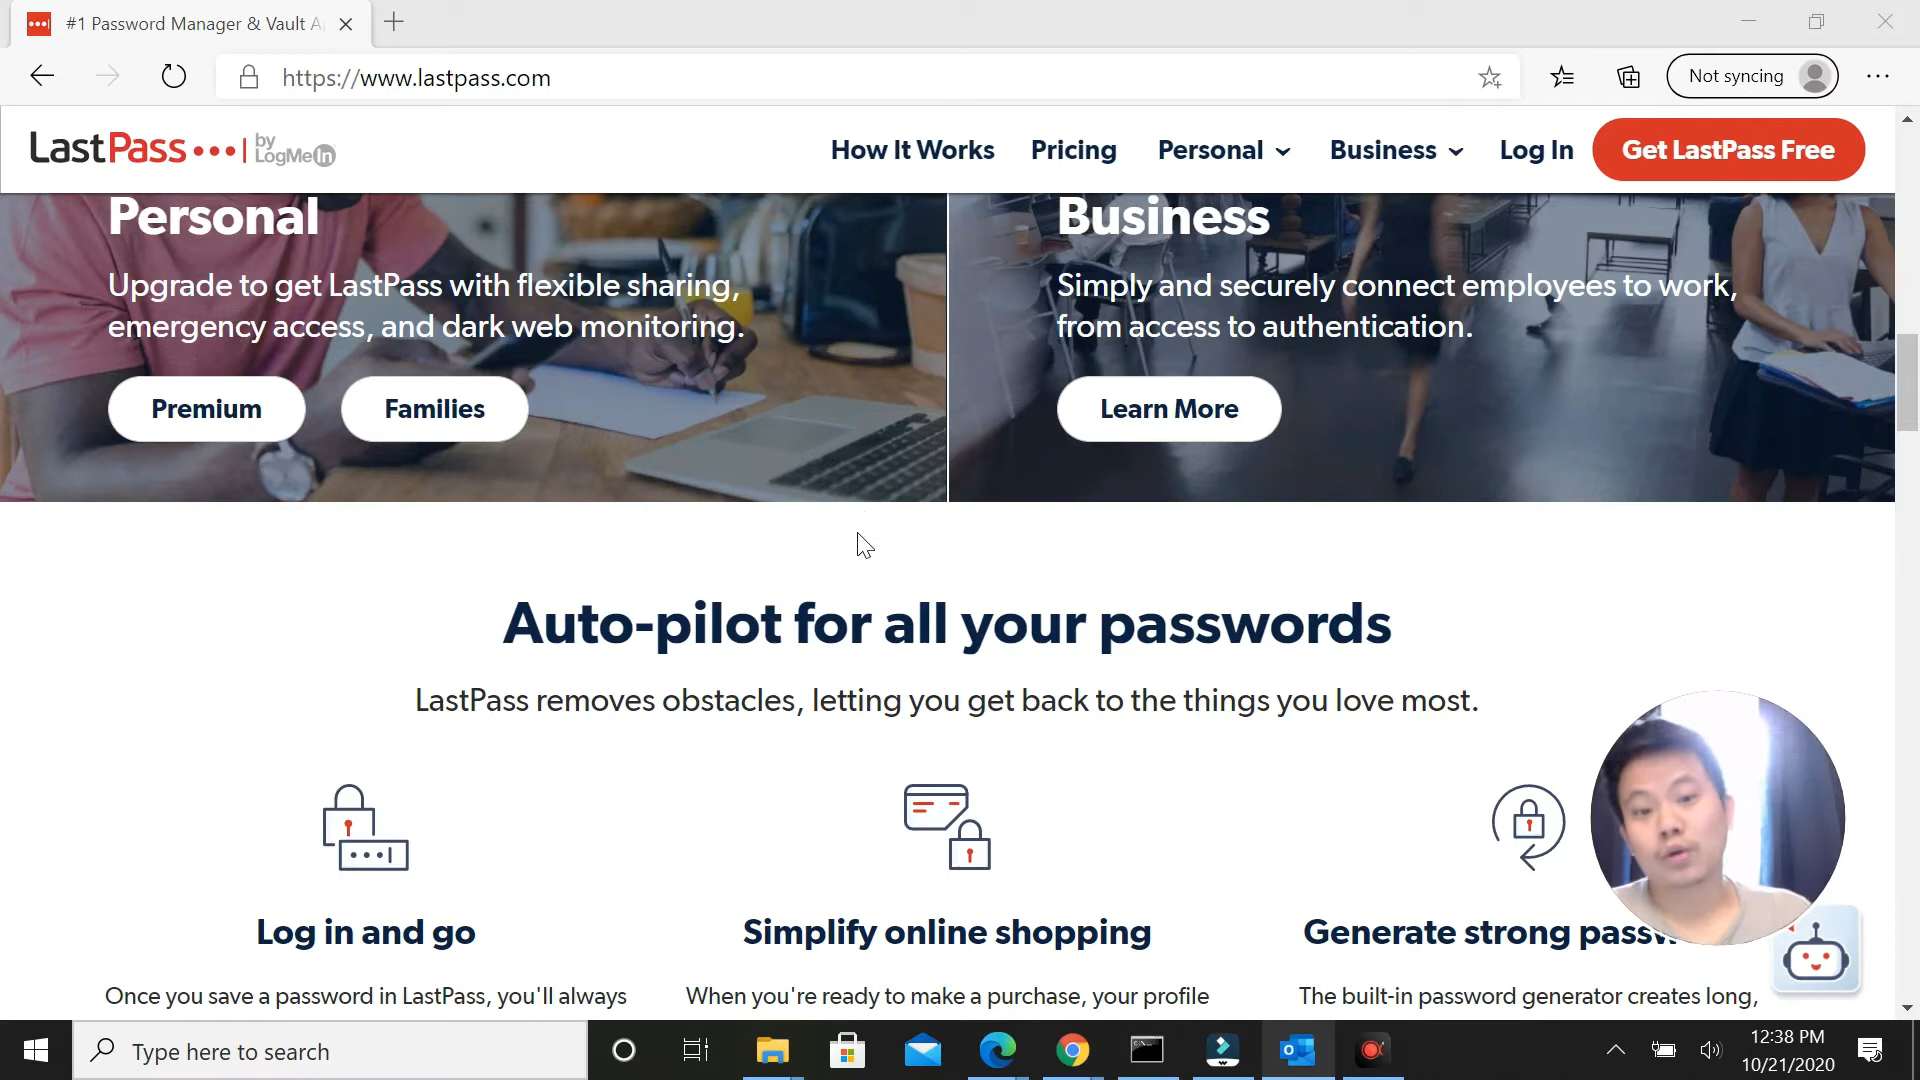 #1 Password Manager & Vault A
https://www.lastpass.com
Not syncing
LastPass
by
LogMeIn
How It Works
Pricing
Personal
Business
Log In
Get LastPass Free
Personal
Upgrade to get LastPass with flexible sharing,
emergency access, and dark web monitoring.
Premium
Families
Business
Simply and securely connect employees to work,
from access to authentication.
Learn More
Auto-pilot for all your passwords
LastPass removes obstacles, letting you get back to the things you love most.
Log in and go
Once you save a password in LastPass, you'll always
Simplify online shopping
When you're ready to make a purchase, your profile
Generate strong passw
The built-in password generator creates long,
Type here to search
12:38 PM
10/21/2020